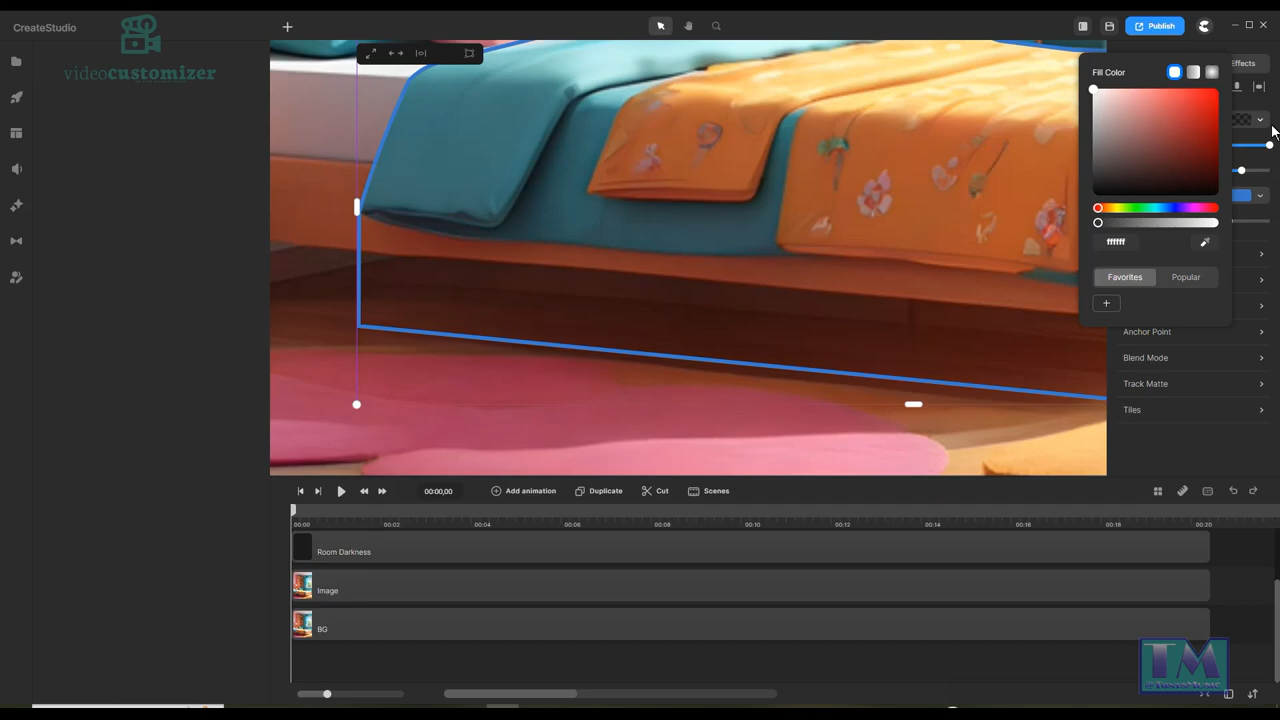 CreateStudio
videocustomizer
Publish
Effects
Fill Color
ffffff
Favorites
Popular
Anchor Point
Blend Mode
Track Matte
Tiles
00:00,00
Add animation
Duplicate
Cut
Scenes
00:00
00:02
00:04
00:06
00:08
00:10
00:12
00:14
00:16
00:18
00:20
Room Darkness
Image
BG
TM